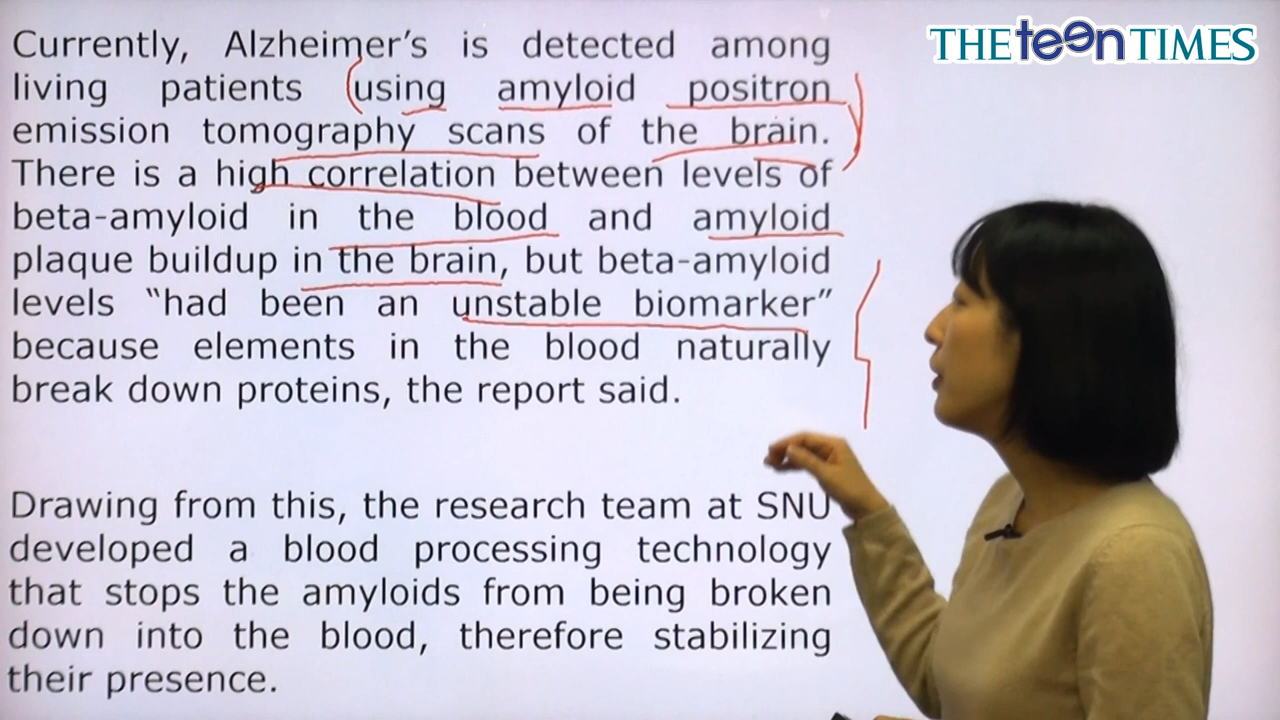 THE teen TIMES
Currently, Alzheimer's is detected among
living patients using amyloid positron
emission tomography scans of the brain.
There is a high correlation between levels of
beta-amyloid in the blood and amyloid
plaque buildup in the brain, but beta-amyloid
levels “had been an unstable biomarker”
because elements in the blood naturally
break down proteins, the report said.
Drawing from this, the research team at SNU
developed a blood processing technology
that stops the amyloids from being broken
down into the blood, therefore stabilizing
their presence.